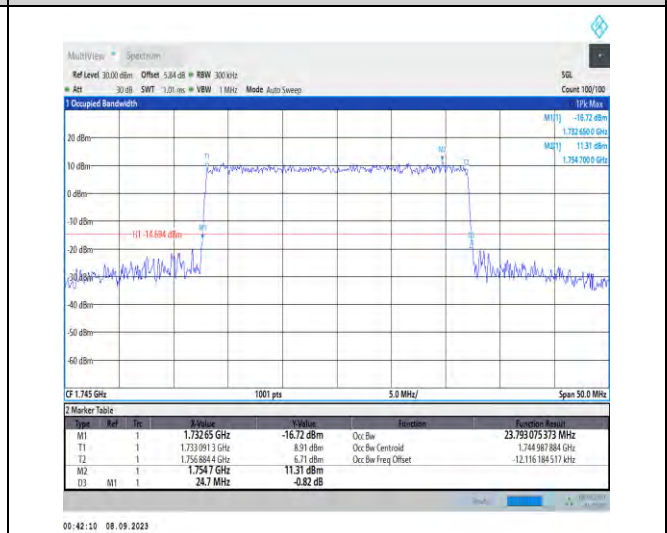 MultiView Spectrum
Ref Level 30.00 dBm Offset 5.84 dB RBW 300 kHz SGL
Att 30 dB SWT 1.01 ms VBW 1 MHz Mode Auto Sweep Count 100/100
1 Occupied Bandwidth 1Pk Max
M1[1] -16.72 dBm
1.732 650 0 GHz
M2[1] 11.31 dBm
1.754 700 0 GHz
20 dBm
10 dBm
0 dBm
-10 dBm
-20 dBm
-30 dBm
-40 dBm
-50 dBm
-60 dBm
T1
M2
T2
M1
H1 -14.694 dBm
CF 1.745 GHz 1001 pts 5.0 MHz/ Span 50.0 MHz
2 Marker Table
Type Ref Trc X-Value Y-Value Function Function Result
M1 1 1.73265 GHz -16.72 dBm Occ Bw 23.793 075 373 MHz
T1 1 1.733 091 3 GHz 8.91 dBm Occ Bw Centroid 1.744 987 884 GHz
T2 1 1.756 884 4 GHz 6.71 dBm Occ Bw Freq Offset -12.116 184 517 kHz
M2 1 1.7547 GHz 11.31 dBm
D3 M1 1 24.7 MHz -0.82 dB
00:42:10 08.09.2023